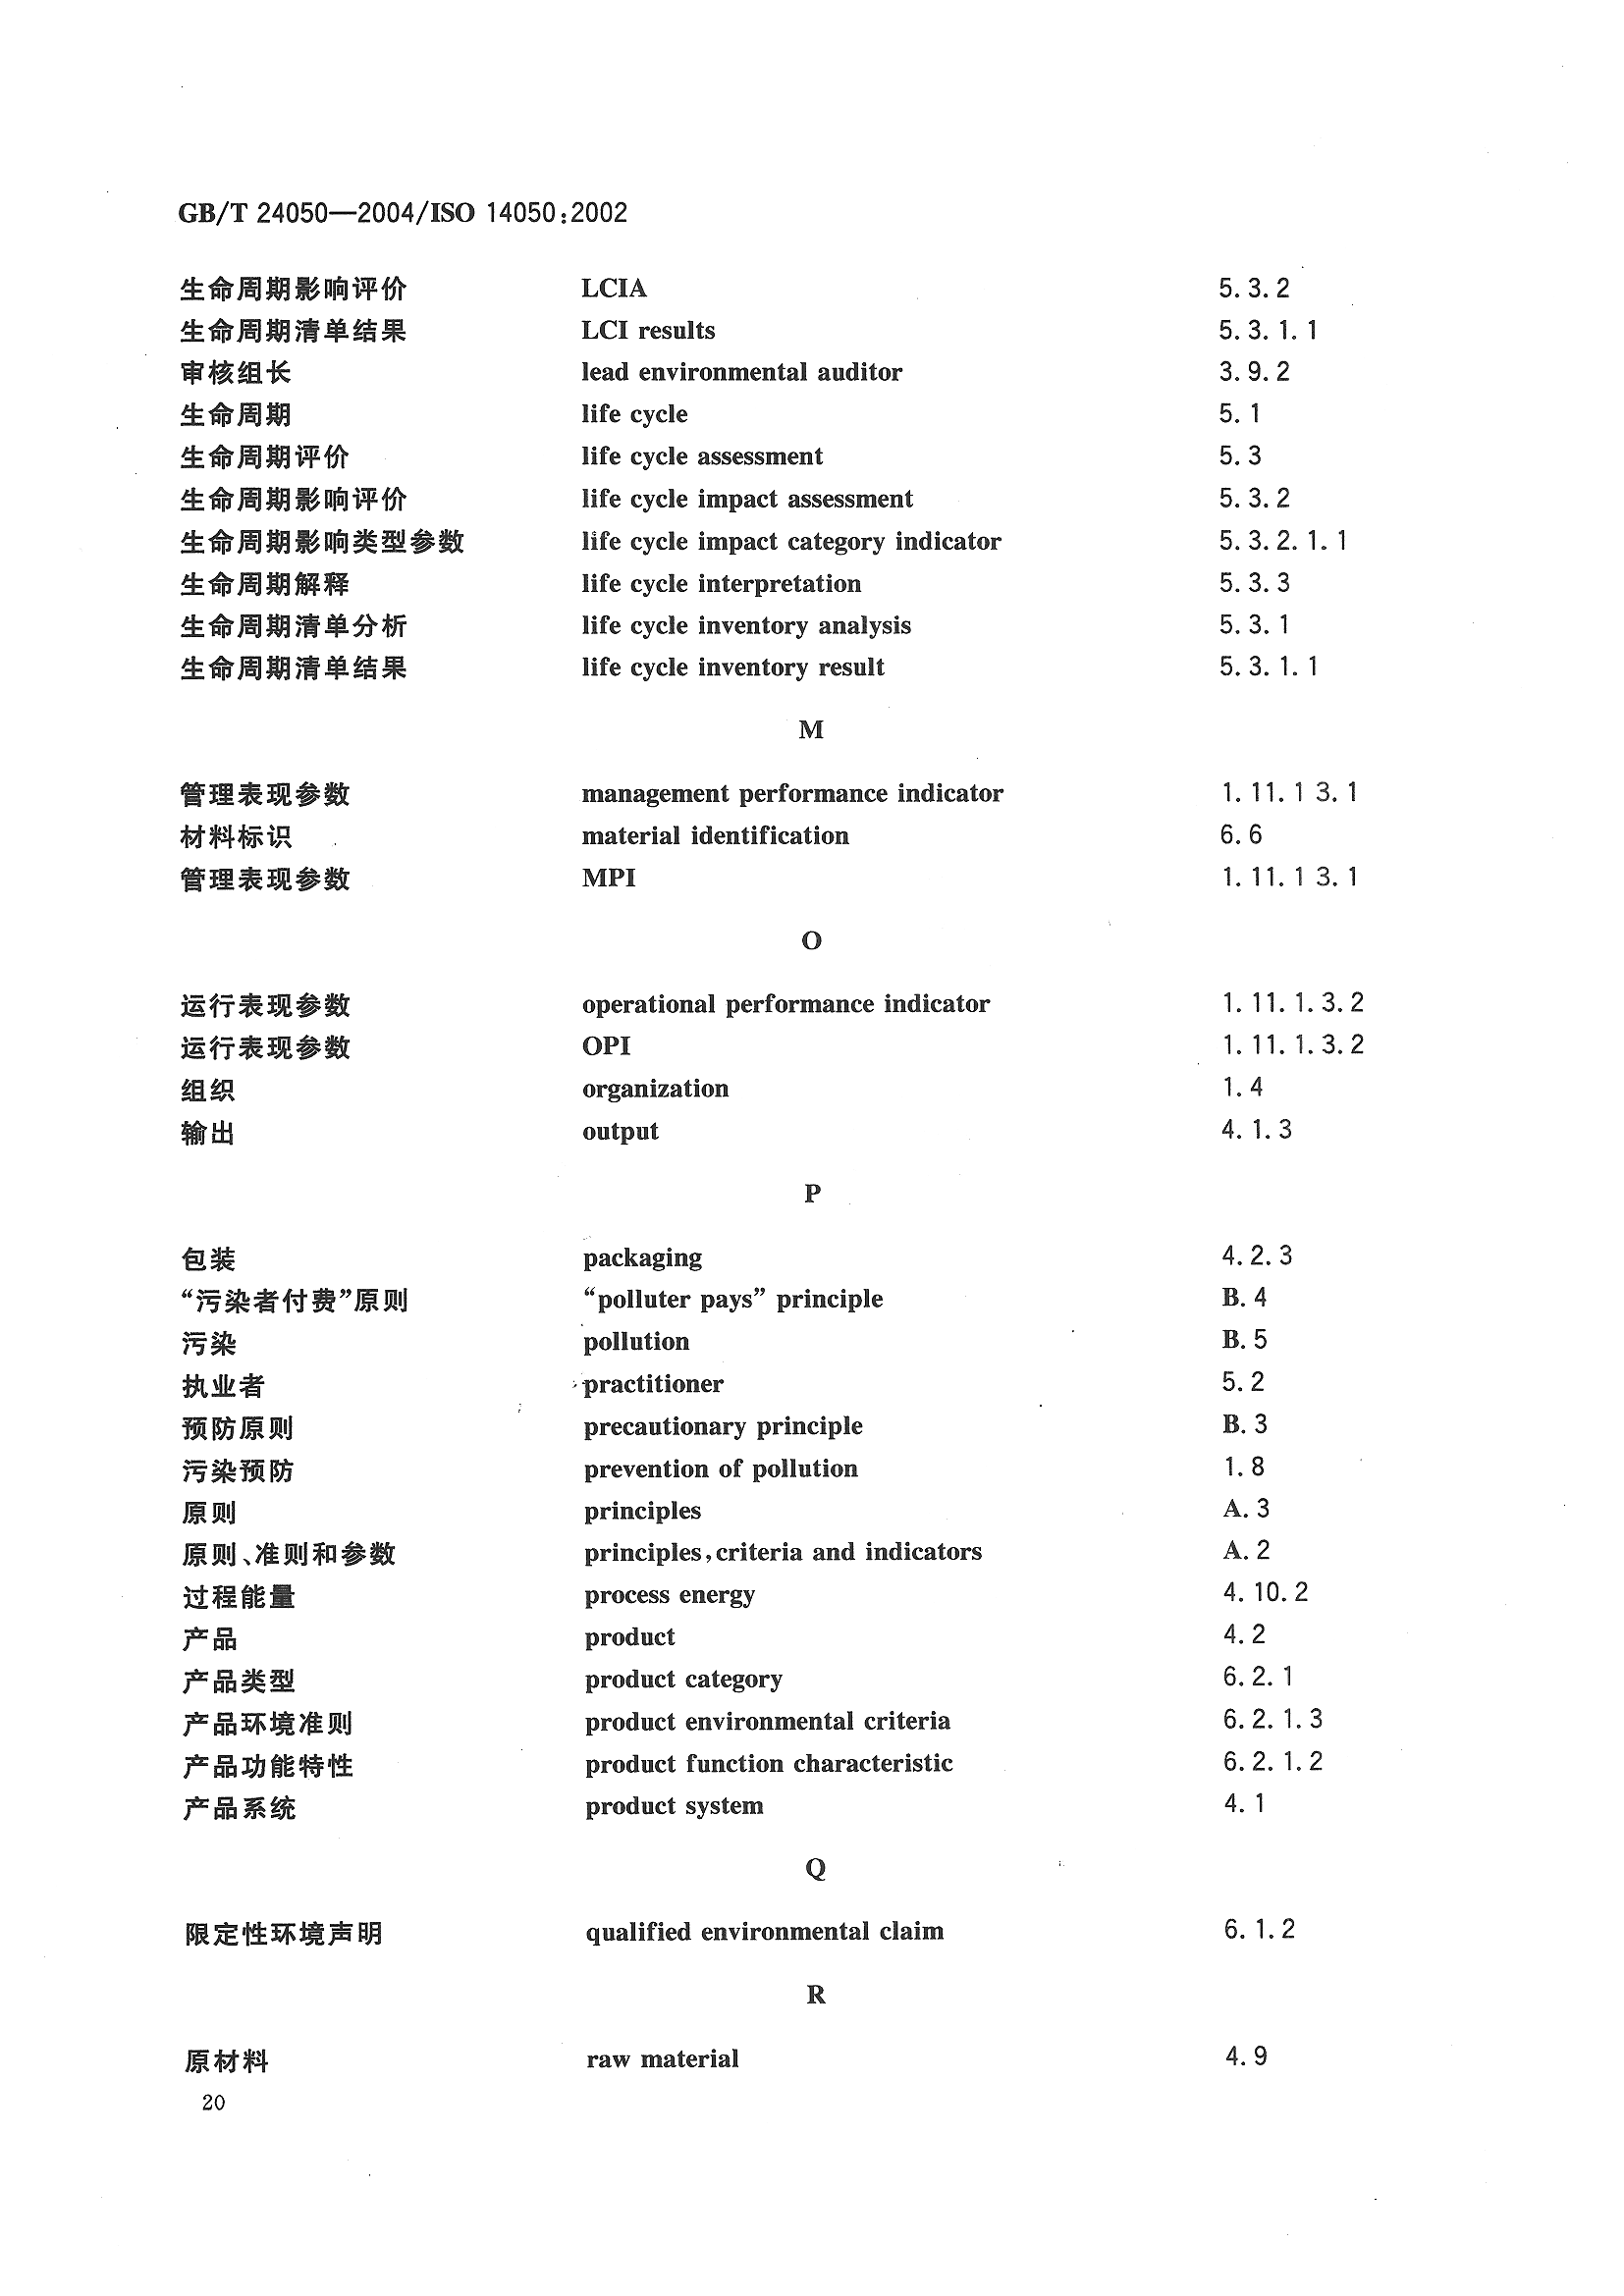 GB/T 24050—2004/ISO 14050:2002
生命周期影响评价 LCIA 5.3.2
生命周期清单结果 LCI results 5.3.1.1
审核组长 lead environmental auditor 3.9.2
生命周期 life cycle 5.1
生命周期评价 life cycle assessment 5.3
生命周期影响评价 life cycle impact assessment 5.3.2
生命周期影响类型参数 life cycle impact category indicator 5.3.2.1.1
生命周期解释 life cycle interpretation 5.3.3
生命周期清单分析 life cycle inventory analysis 5.3.1
生命周期清单结果 life cycle inventory result 5.3.1.1
M
管理表现参数 management performance indicator 1.11.1 3.1
材料标识 material identification 6.6
管理表现参数 MPI 1.11.1 3.1
O
运行表现参数 operational performance indicator 1.11.1.3.2
运行表现参数 OPI 1.11.1.3.2
组织 organization 1.4
输出 output 4.1.3
P
包装 packaging 4.2.3
“污染者付费”原则 “polluter pays” principle B.4
污染 pollution B.5
执业者 practitioner 5.2
预防原则 precautionary principle B.3
污染预防 prevention of pollution 1.8
原则 principles A.3
原则、准则和参数 principles,criteria and indicators A.2
过程能量 process energy 4.10.2
产品 product 4.2
产品类型 product category 6.2.1
产品环境准则 product environmental criteria 6.2.1.3
产品功能特性 product function characteristic 6.2.1.2
产品系统 product system 4.1
Q
限定性环境声明 qualified environmental claim 6.1.2
R
原材料 raw material 4.9
20